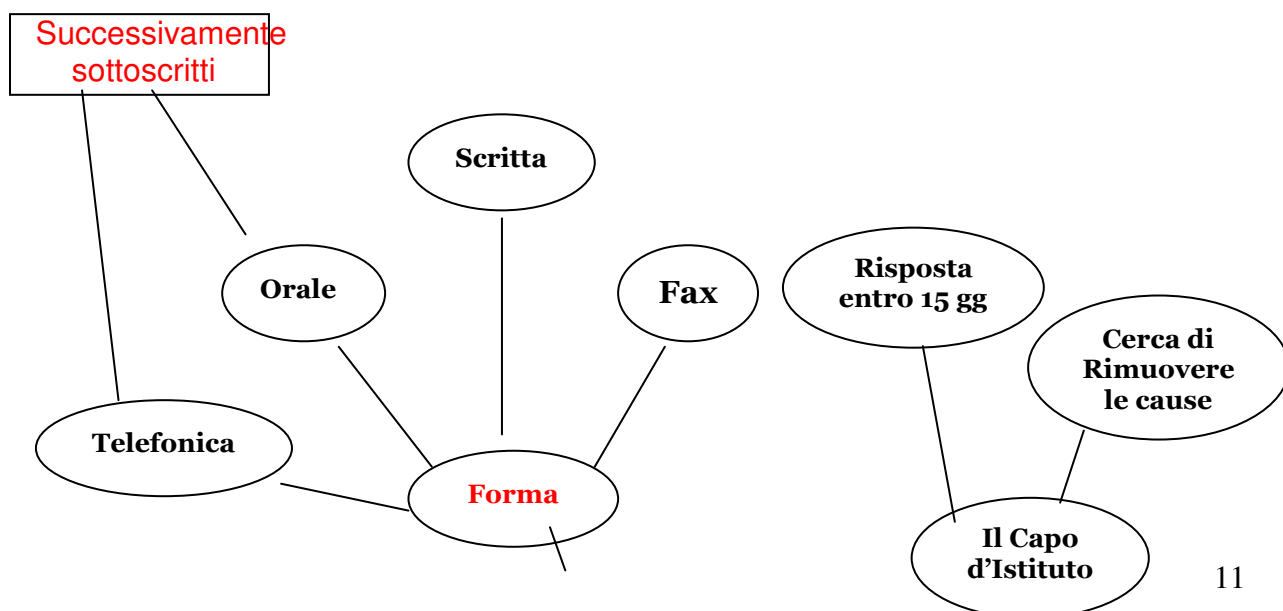 Successivamente
sottoscritti
Scritta
Orale
Fax
Risposta
entro 15 gg
Cerca di
Rimuovere
le cause
Telefonica
Forma
Il Capo
d'Istituto
11